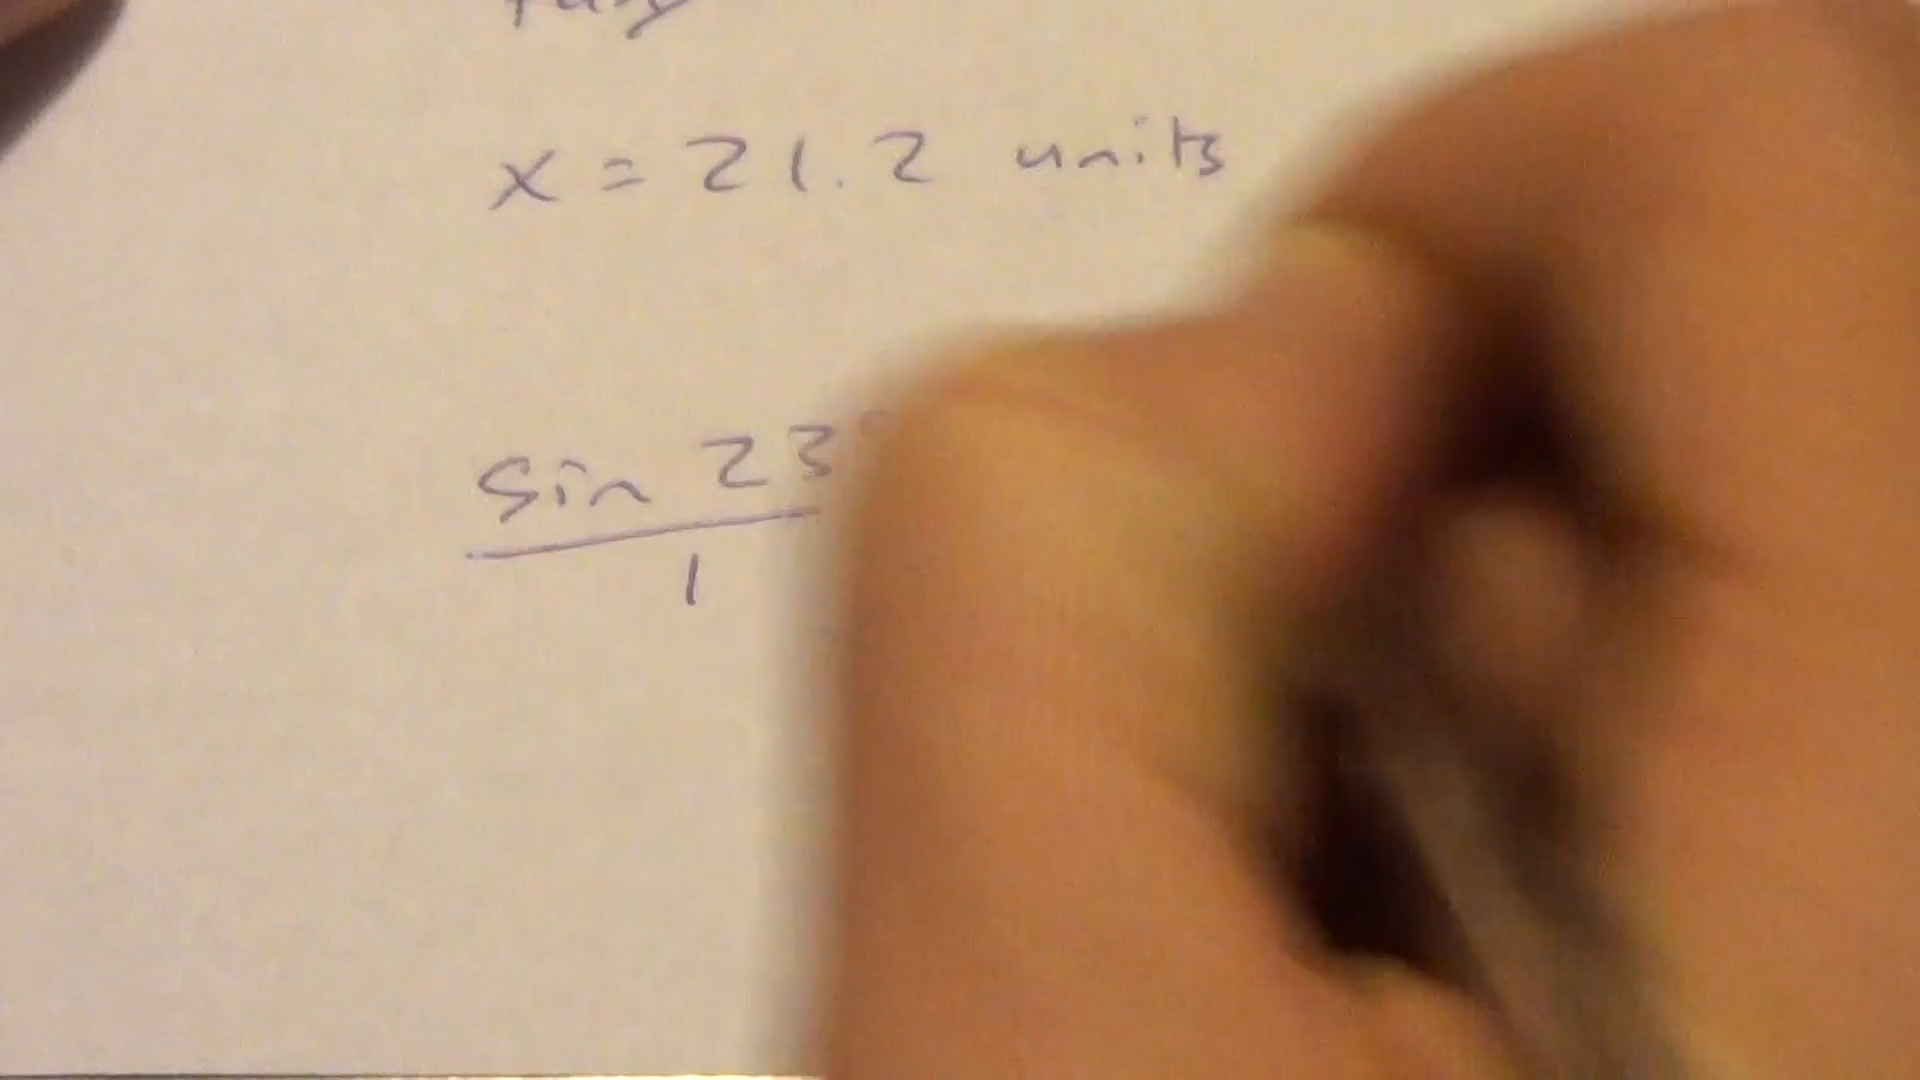 x = 21.2 units
sin 23
1